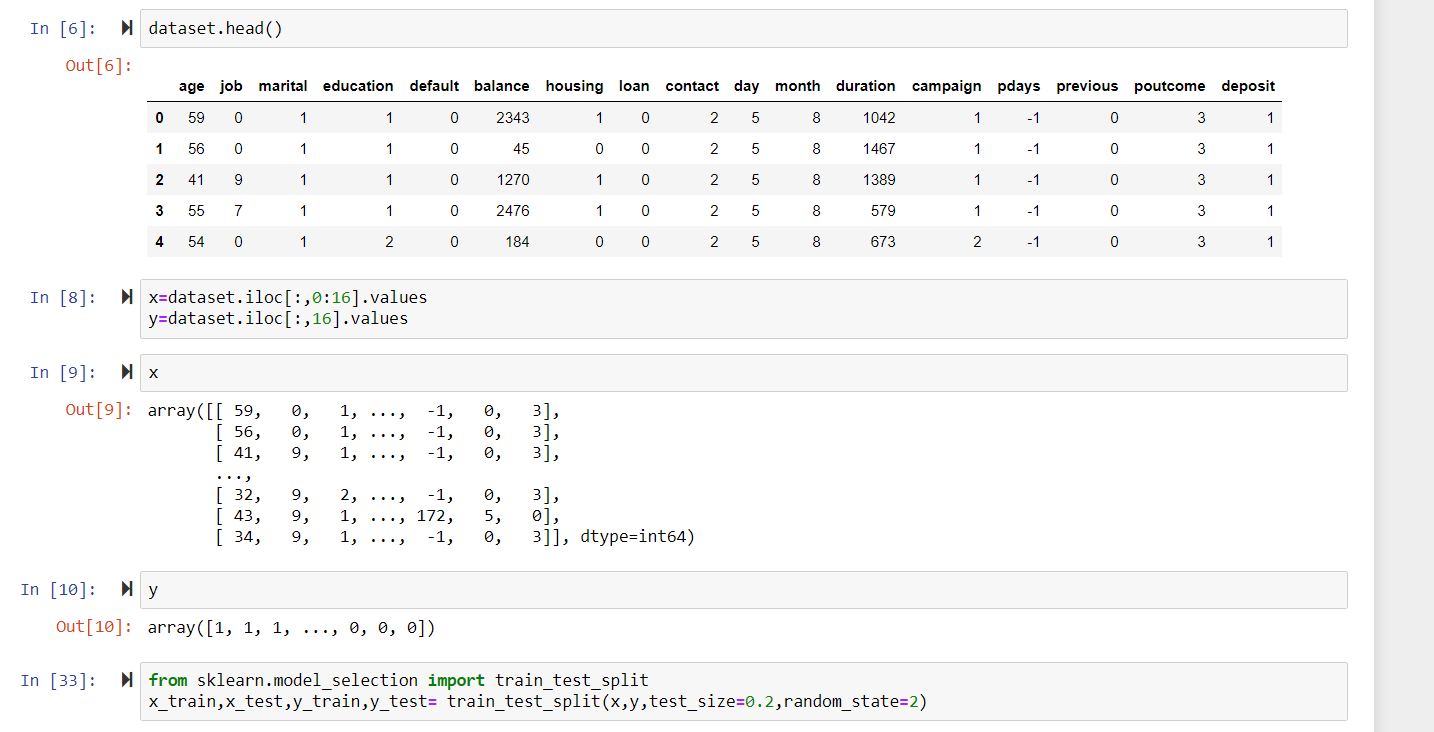 In [6]: dataset.head()
Out[6]:
age job marital education default balance housing loan contact day month duration campaign pdays previous poutcome deposit
0 59 0 1 1 0 2343 1 0 2 5 8 1042 1 -1 0 3 1
1 56 0 1 1 0 45 0 0 2 5 8 1467 1 -1 0 3 1
2 41 9 1 1 0 1270 1 0 2 5 8 1389 1 -1 0 3 1
3 55 7 1 1 0 2476 1 0 2 5 8 579 1 -1 0 3 1
4 54 0 1 2 0 184 0 0 2 5 8 673 2 -1 0 3 1
In [8]: x=dataset.iloc[:,0:16].values
y=dataset.iloc[:,16].values
In [9]: x
Out[9]: array([[ 59, 0, 1, ..., -1, 0, 3],
[ 56, 0, 1, ..., -1, 0, 3],
[ 41, 9, 1, ..., -1, 0, 3],
...,
[ 32, 9, 2, ..., -1, 0, 3],
[ 43, 9, 1, ..., 172, 5, 0],
[ 34, 9, 1, ..., -1, 0, 3]], dtype=int64)
In [10]: y
Out[10]: array([1, 1, 1, ..., 0, 0, 0])
In [33]: from sklearn.model_selection import train_test_split
x_train,x_test,y_train,y_test= train_test_split(x,y,test_size=0.2,random_state=2)